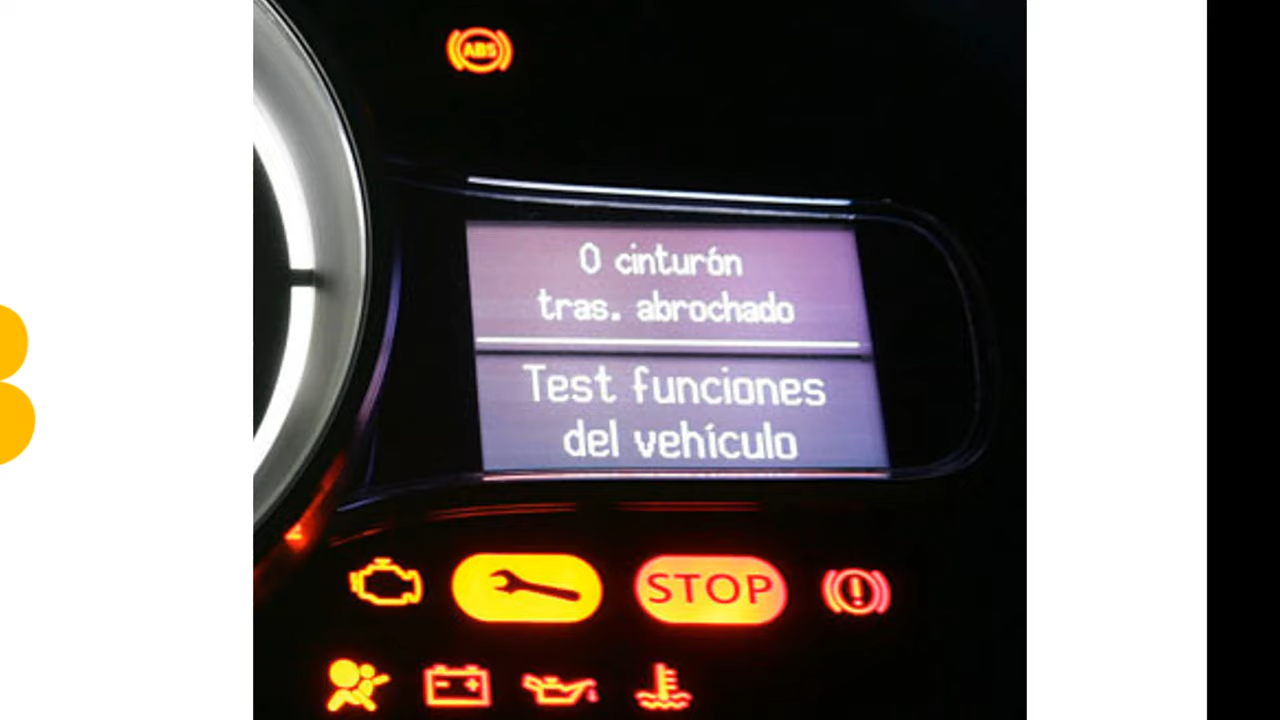 ABS
0 cinturón
tras. abrochado
Test funciones
del vehículo
STOP